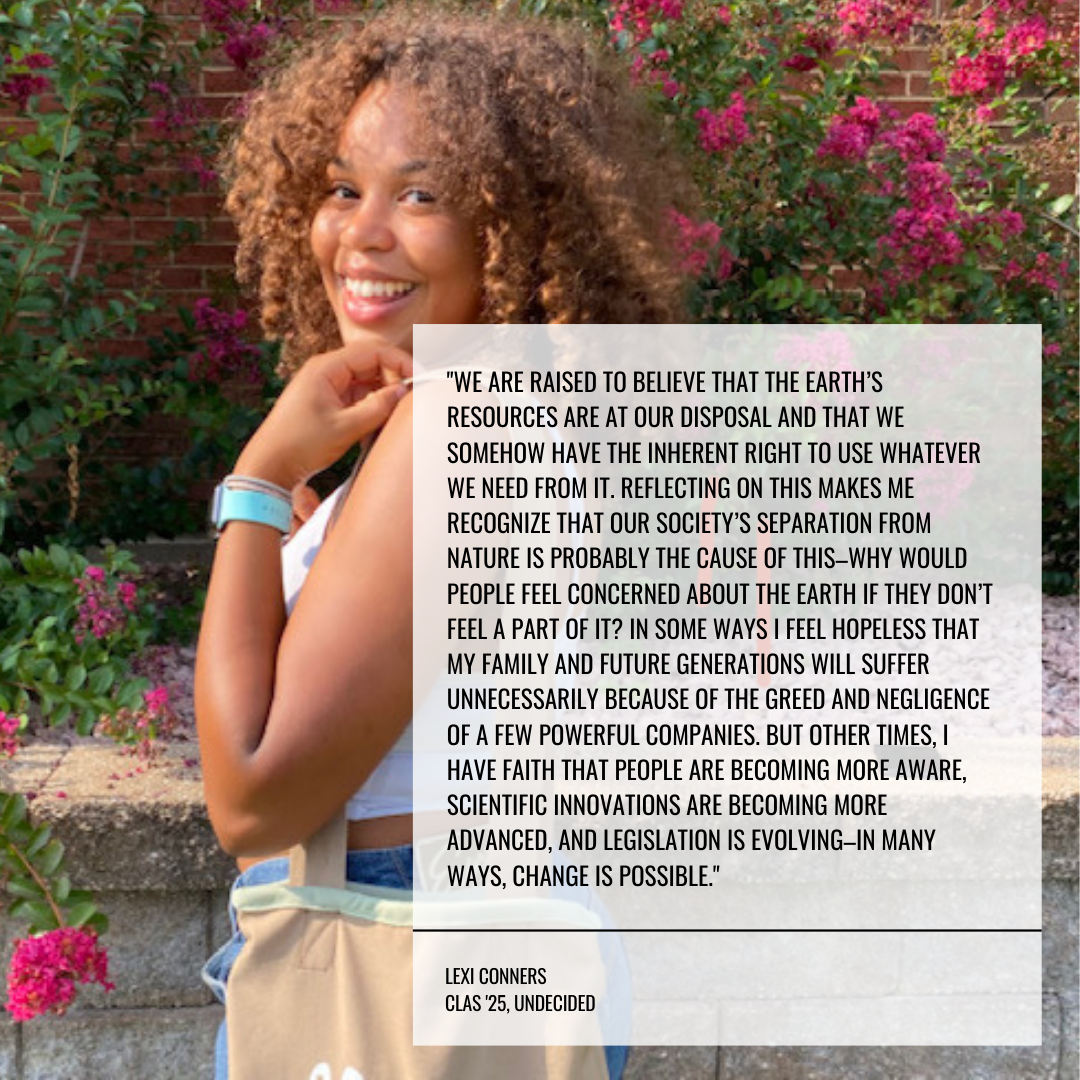 "WE ARE RAISED TO BELIEVE THAT THE EARTH’S
RESOURCES ARE AT OUR DISPOSAL AND THAT WE
SOMEHOW HAVE THE INHERENT RIGHT TO USE WHATEVER
WE NEED FROM IT. REFLECTING ON THIS MAKES ME
RECOGNIZE THAT OUR SOCIETY’S SEPARATION FROM
NATURE IS PROBABLY THE CAUSE OF THIS–WHY WOULD
PEOPLE FEEL CONCERNED ABOUT THE EARTH IF THEY DON’T
FEEL A PART OF IT? IN SOME WAYS I FEEL HOPELESS THAT
MY FAMILY AND FUTURE GENERATIONS WILL SUFFER
UNNECESSARILY BECAUSE OF THE GREED AND NEGLIGENCE
OF A FEW POWERFUL COMPANIES. BUT OTHER TIMES, I
HAVE FAITH THAT PEOPLE ARE BECOMING MORE AWARE,
SCIENTIFIC INNOVATIONS ARE BECOMING MORE
ADVANCED, AND LEGISLATION IS EVOLVING–IN MANY
WAYS, CHANGE IS POSSIBLE."
LEXI CONNERS
CLAS '25, UNDECIDED